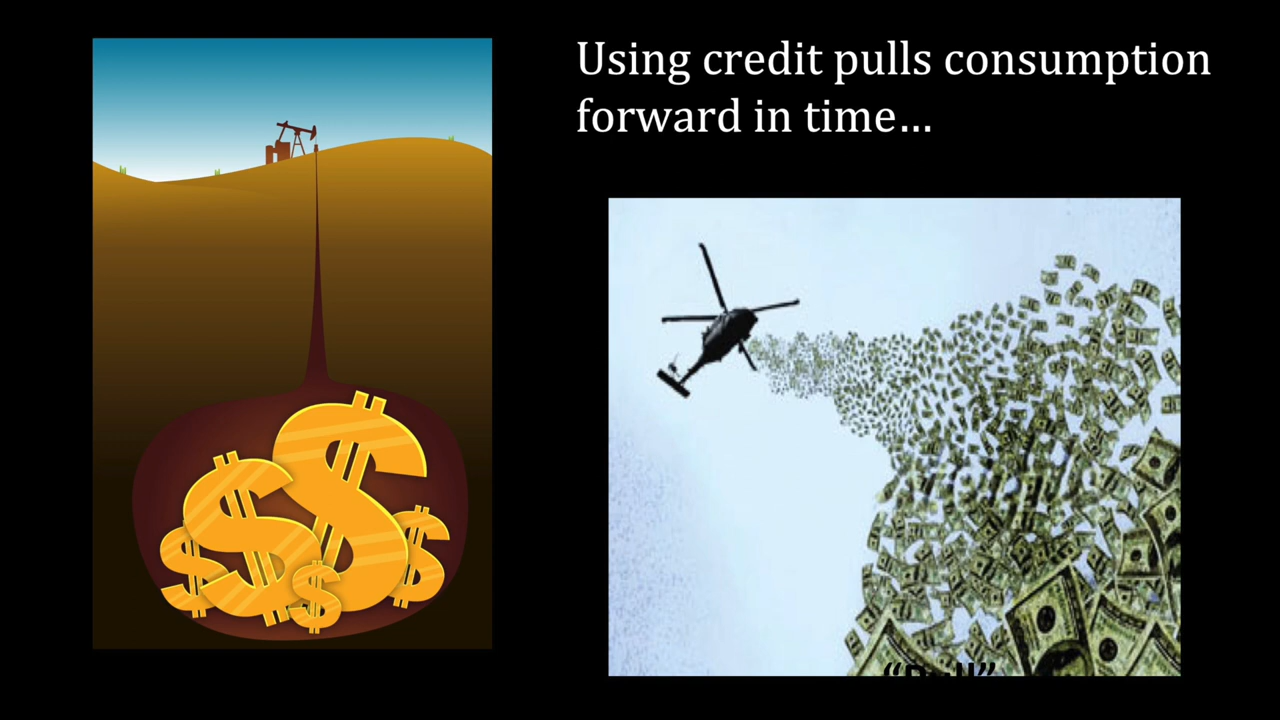 Using credit pulls consumption
forward in time…